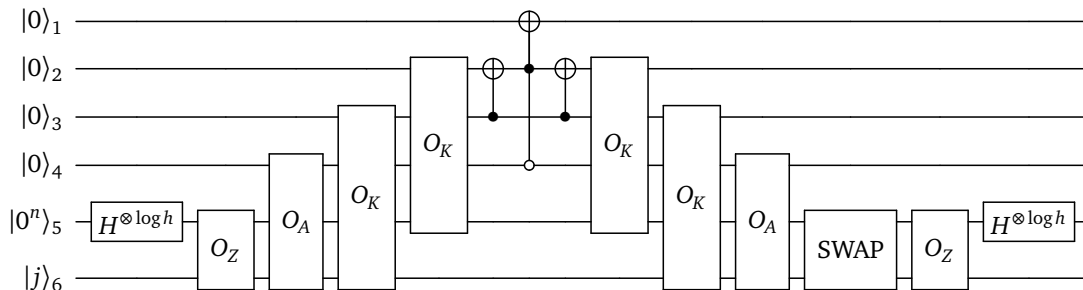 |0⟩₁
|0⟩₂
|0⟩₃ O_K O_K
|0⟩₄ O_K O_K
|0ⁿ⟩₅ H^{⊗ log h} O_Z O_A O_A SWAP O_Z H^{⊗ log h}
|j⟩₆